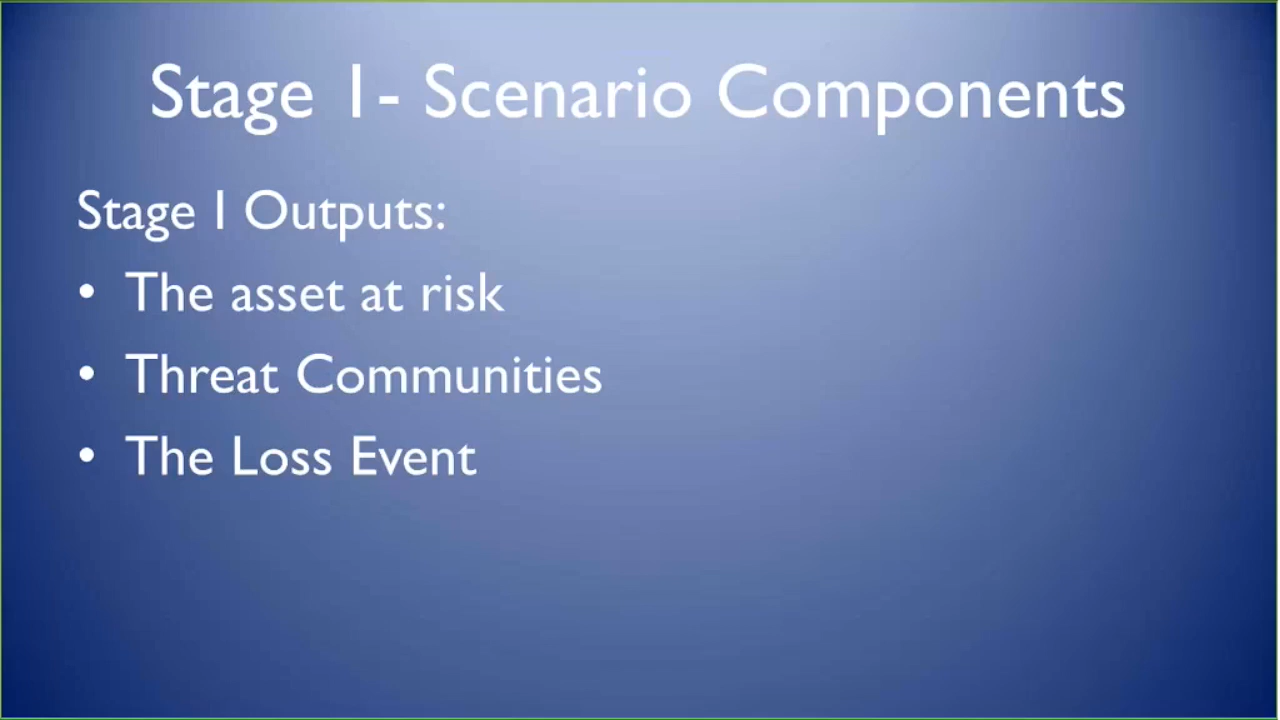 Stage 1- Scenario Components
Stage 1 Outputs:
• The asset at risk
• Threat Communities
• The Loss Event